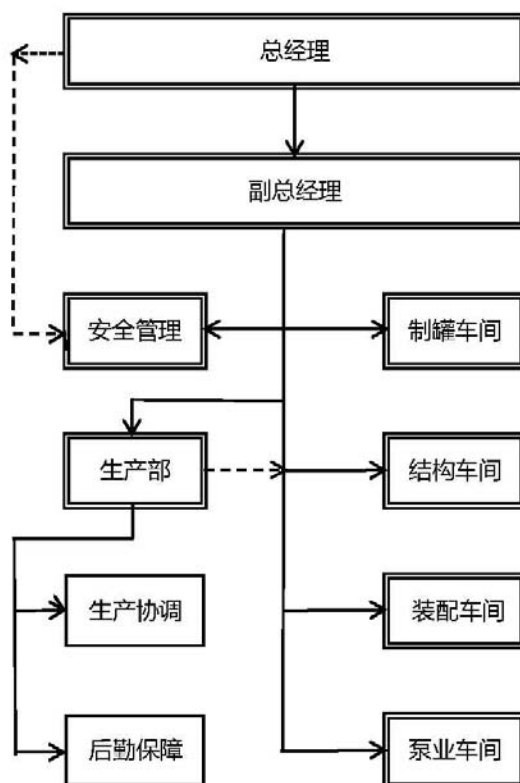 总经理
副总经理
安全管理
制罐车间
生产部
结构车间
生产协调
装配车间
后勤保障
泵业车间